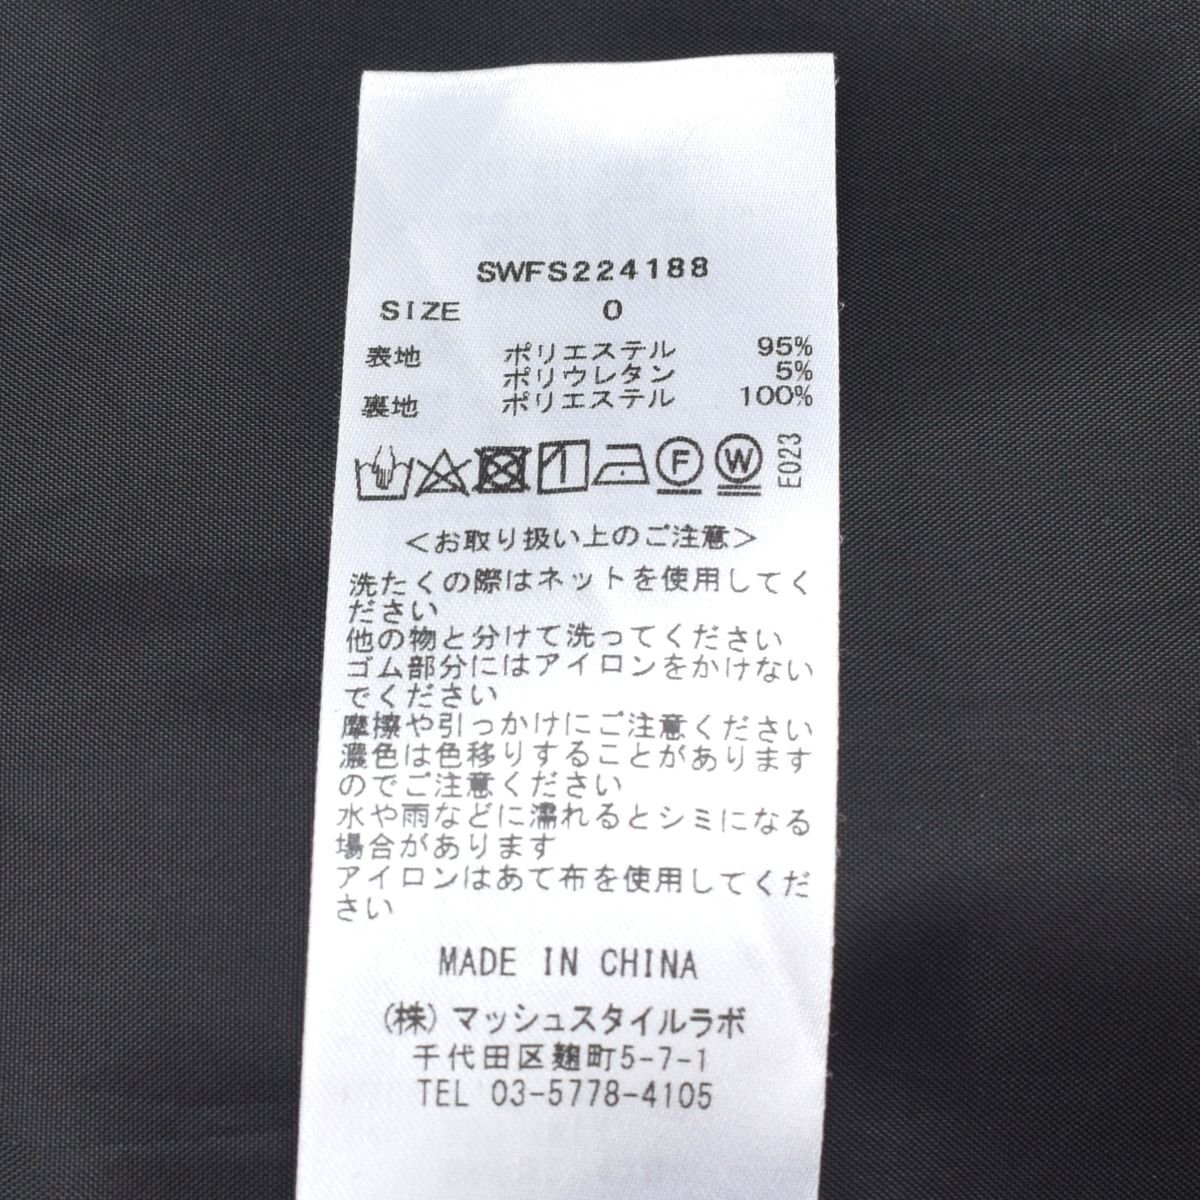 SWFS224188
SIZE 0
表地 ポリエステル 95%
ポリウレタン 5%
裏地 ポリエステル 100%
F W E023
<お取り扱い上のご注意>
洗たくの際はネットを使用してく
ださい
他の物と分けて洗ってください
ゴム部分にはアイロンをかけない
でください
摩擦や引っかけにご注意ください
濃色は色移りすることがあります
のでご注意ください
水や雨などに濡れるとシミになる
場合があります
アイロンはあて布を使用してくだ
さい
MADE IN CHINA
(株)マッシュスタイルラボ
千代田区麹町5-7-1
TEL 03-5778-4105